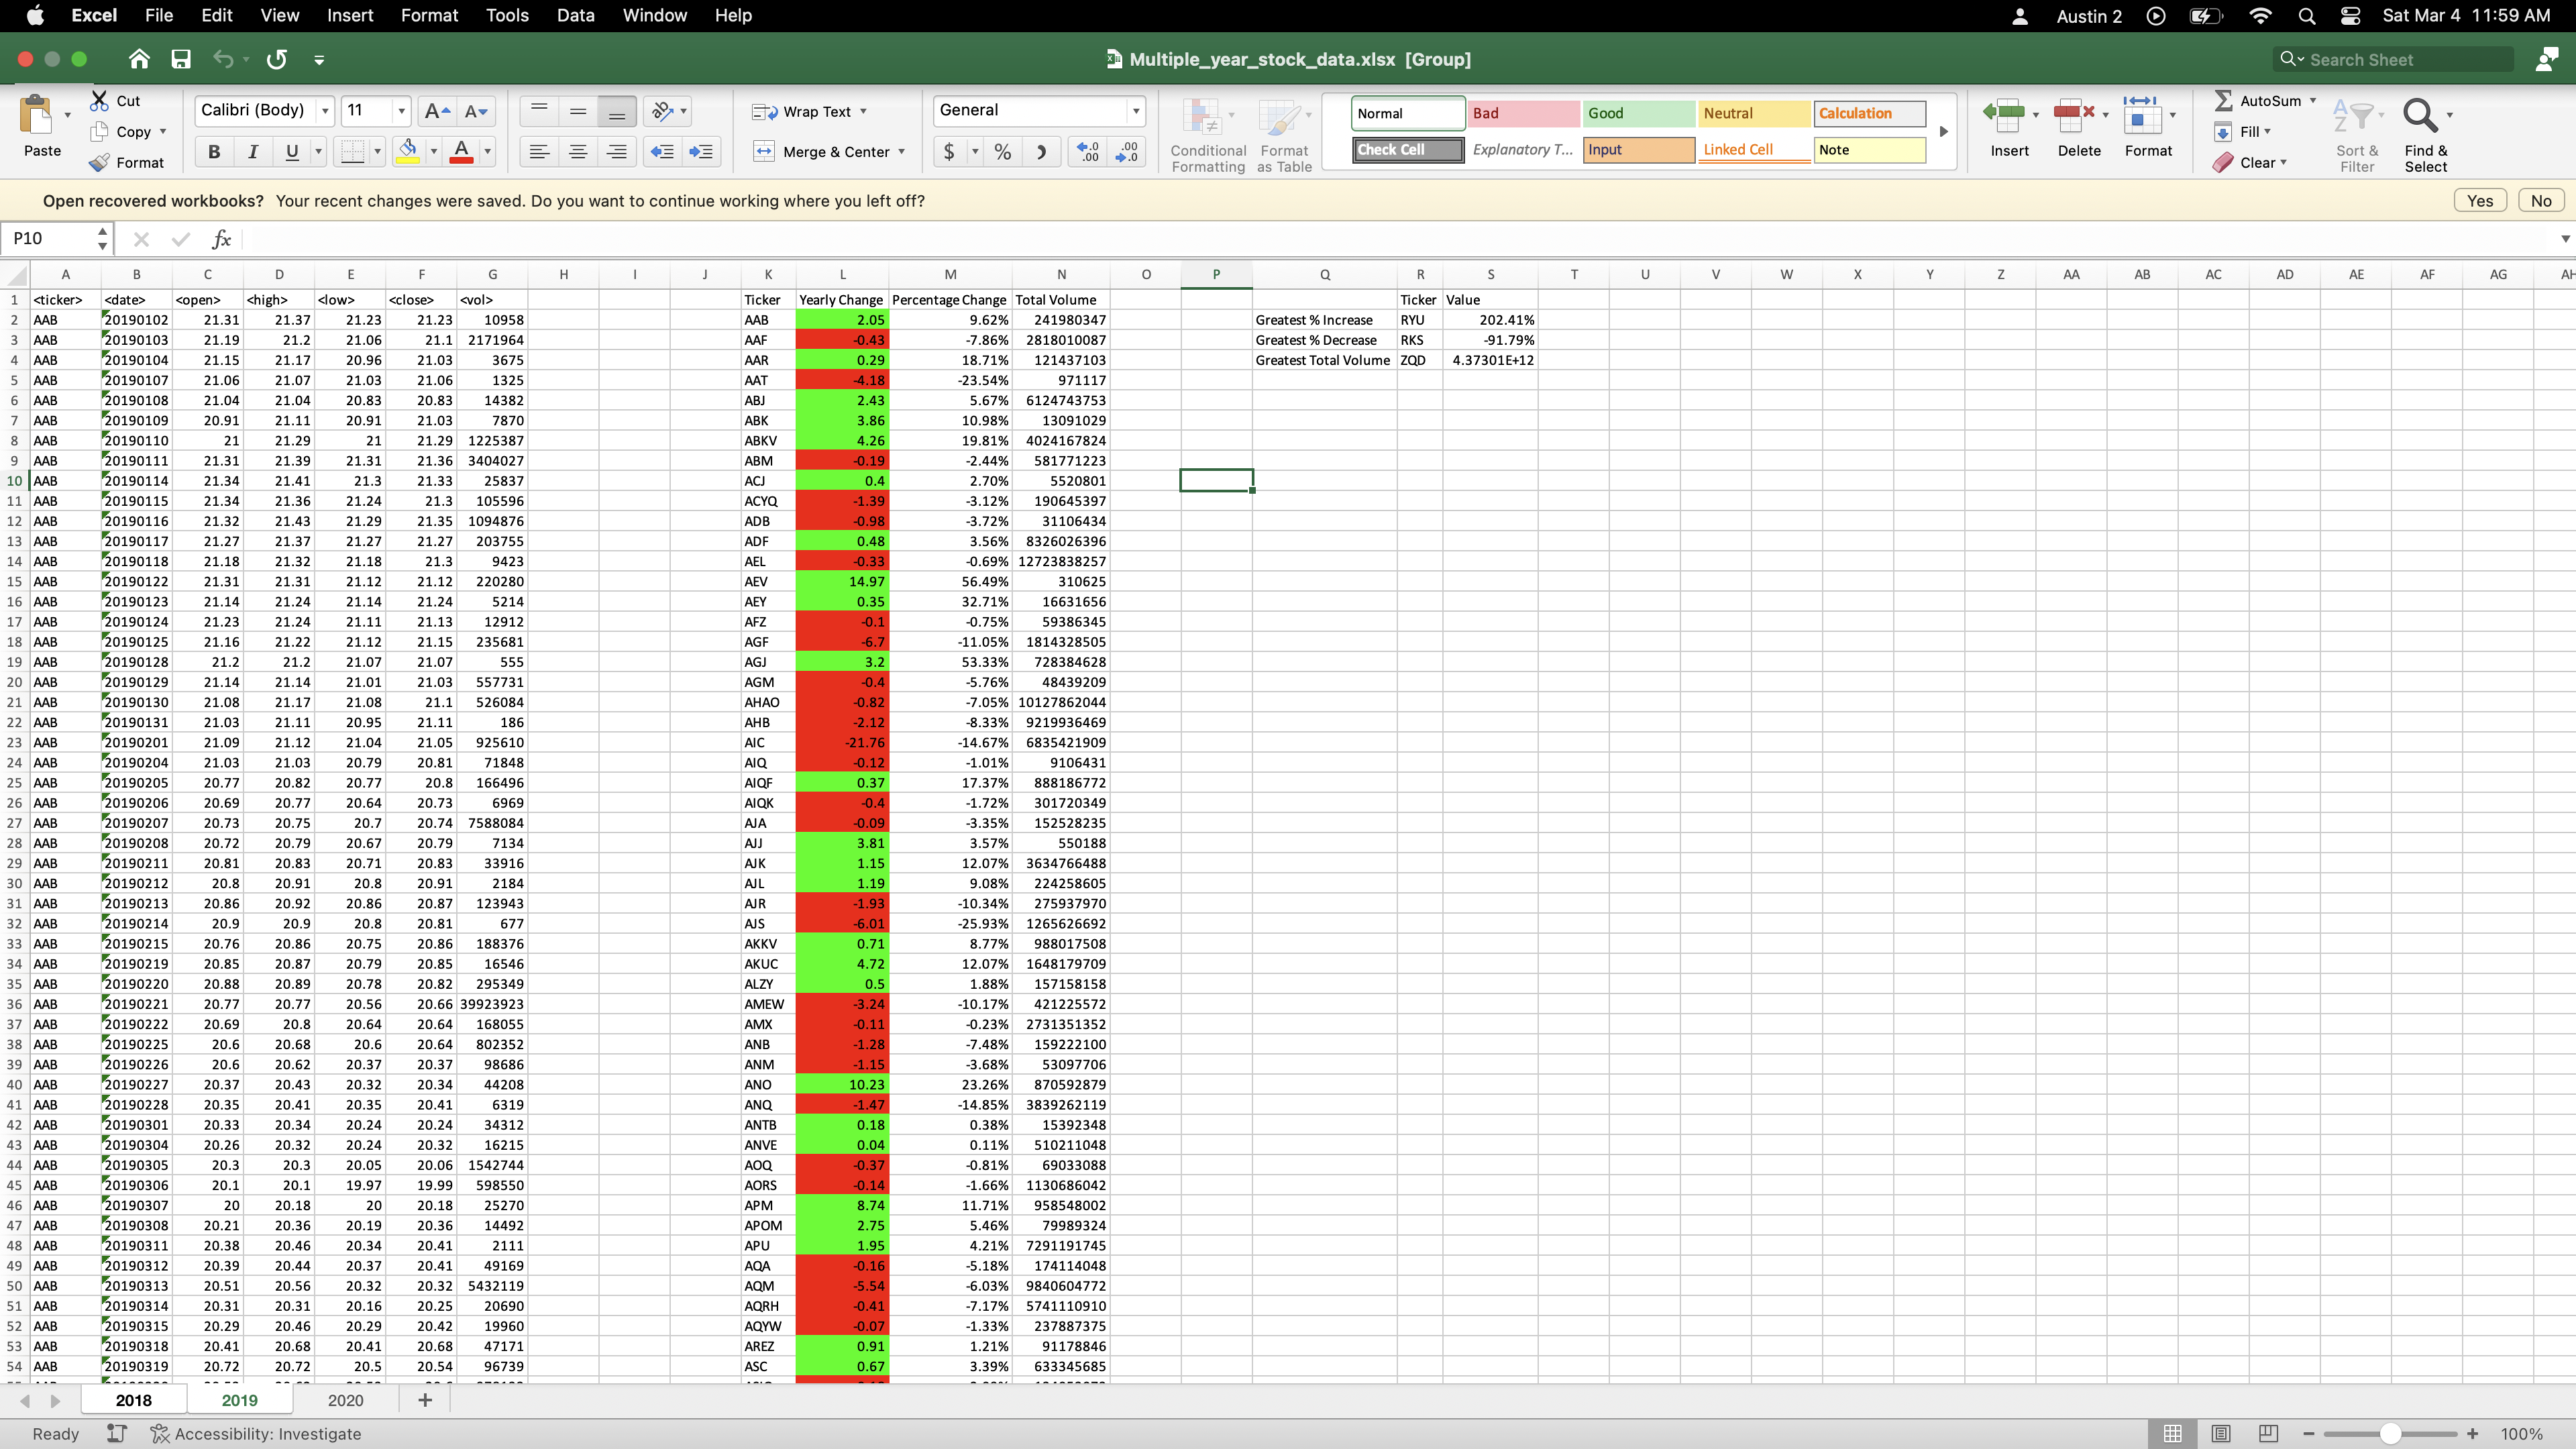 Excel File Edit View Insert Format Tools Data Window Help Austin 2 Sat Mar 4 11:59 AM
Multiple_year_stock_data.xlsx [Group] Search Sheet
Paste Cut Copy Format
Calibri (Body) 11 A A Wrap Text General
B I U A Merge & Center $ % .0 .00 .00 .0
Conditional Formatting Format as Table
Normal Bad Good Neutral Calculation
Check Cell Explanatory T... Input Linked Cell Note
Insert Delete Format AutoSum Fill Clear Sort & Filter Find & Select
Open recovered workbooks? Your recent changes were saved. Do you want to continue working where you left off? Yes No
P10 fx
A B C D E F G H I J K L M N O P Q R S T U V W X Y Z AA AB AC AD AE AF AG AH
1 <ticker> <date> <open> <high> <low> <close> <vol> Ticker Yearly Change Percentage Change Total Volume Ticker Value
2 AAB 20190102 21.31 21.37 21.23 21.23 10958 AAB 2.05 9.62% 241980347 Greatest % Increase RYU 202.41%
3 AAB 20190103 21.19 21.2 21.06 21.1 2171964 AAF -0.43 -7.86% 2818010087 Greatest % Decrease RKS -91.79%
4 AAB 20190104 21.15 21.17 20.96 21.03 3675 AAR 0.29 18.71% 121437103 Greatest Total Volume ZQD 4.37301E+12
5 AAB 20190107 21.06 21.07 21.03 21.06 1325 AAT -4.18 -23.54% 971117
6 AAB 20190108 21.04 21.04 20.83 20.83 14382 ABJ 2.43 5.67% 6124743753
7 AAB 20190109 20.91 21.11 20.91 21.03 7870 ABK 3.86 10.98% 13091029
8 AAB 20190110 21 21.29 21 21.29 1225387 ABKV 4.26 19.81% 4024167824
9 AAB 20190111 21.31 21.39 21.31 21.36 3404027 ABM -0.19 -2.44% 581771223
10 AAB 20190114 21.34 21.41 21.3 21.33 25837 ACJ 0.4 2.70% 5520801
11 AAB 20190115 21.34 21.36 21.24 21.3 105596 ACYQ -1.39 -3.12% 190645397
12 AAB 20190116 21.32 21.43 21.29 21.35 1094876 ADB -0.98 -3.72% 31106434
13 AAB 20190117 21.27 21.37 21.27 21.27 203755 ADF 0.48 3.56% 8326026396
14 AAB 20190118 21.18 21.32 21.18 21.3 9423 AEL -0.33 -0.69% 12723838257
15 AAB 20190122 21.31 21.31 21.12 21.12 220280 AEV 14.97 56.49% 310625
16 AAB 20190123 21.14 21.24 21.14 21.24 5214 AEY 0.35 32.71% 16631656
17 AAB 20190124 21.23 21.24 21.11 21.13 12912 AFZ -0.1 -0.75% 59386345
18 AAB 20190125 21.16 21.22 21.12 21.15 235681 AGF -6.7 -11.05% 1814328505
19 AAB 20190128 21.2 21.2 21.07 21.07 555 AGJ 3.2 53.33% 728384628
20 AAB 20190129 21.14 21.14 21.01 21.03 557731 AGM -0.4 -5.76% 48439209
21 AAB 20190130 21.08 21.17 21.08 21.1 526084 AHAO -0.82 -7.05% 10127862044
22 AAB 20190131 21.03 21.11 20.95 21.11 186 AHB -2.12 -8.33% 9219936469
23 AAB 20190201 21.09 21.12 21.04 21.05 925610 AIC -21.76 -14.67% 6835421909
24 AAB 20190204 21.03 21.03 20.79 20.81 71848 AIQ -0.12 -1.01% 9106431
25 AAB 20190205 20.77 20.82 20.77 20.8 166496 AIQF 0.37 17.37% 888186772
26 AAB 20190206 20.69 20.77 20.64 20.73 6969 AIQK -0.4 -1.72% 301720349
27 AAB 20190207 20.73 20.75 20.7 20.74 7588084 AJA -0.09 -3.35% 152528235
28 AAB 20190208 20.72 20.79 20.67 20.79 7134 AJJ 3.81 3.57% 550188
29 AAB 20190211 20.81 20.83 20.71 20.83 33916 AJK 1.15 12.07% 3634766488
30 AAB 20190212 20.8 20.91 20.8 20.91 2184 AJL 1.19 9.08% 224258605
31 AAB 20190213 20.86 20.92 20.86 20.87 123943 AJR -1.93 -10.34% 275937970
32 AAB 20190214 20.9 20.9 20.8 20.81 677 AJS -6.01 -25.93% 1265626692
33 AAB 20190215 20.76 20.86 20.75 20.86 188376 AKKV 0.71 8.77% 988017508
34 AAB 20190219 20.85 20.87 20.79 20.85 16546 AKUC 4.72 12.07% 1648179709
35 AAB 20190220 20.88 20.89 20.78 20.82 295349 ALZY 0.5 1.88% 157158158
36 AAB 20190221 20.77 20.77 20.56 20.66 39923923 AMEW -3.24 -10.17% 421225572
37 AAB 20190222 20.69 20.8 20.64 20.64 168055 AMX -0.11 -0.23% 2731351352
38 AAB 20190225 20.6 20.68 20.6 20.64 802352 ANB -1.28 -7.48% 159222100
39 AAB 20190226 20.6 20.62 20.37 20.37 98686 ANM -1.15 -3.68% 53097706
40 AAB 20190227 20.37 20.43 20.32 20.34 44208 ANO 10.23 23.26% 870592879
41 AAB 20190228 20.35 20.41 20.35 20.41 6319 ANQ -1.47 -14.85% 3839262119
42 AAB 20190301 20.33 20.34 20.24 20.24 34312 ANTB 0.18 0.38% 15392348
43 AAB 20190304 20.26 20.32 20.24 20.32 16215 ANVE 0.04 0.11% 510211048
44 AAB 20190305 20.3 20.3 20.05 20.06 1542744 AOQ -0.37 -0.81% 69033088
45 AAB 20190306 20.1 20.1 19.97 19.99 598550 AORS -0.14 -1.66% 1130686042
46 AAB 20190307 20 20.18 20 20.18 25270 APM 8.74 11.71% 958548002
47 AAB 20190308 20.21 20.36 20.19 20.36 14492 APOM 2.75 5.46% 79989324
48 AAB 20190311 20.38 20.46 20.34 20.41 2111 APU 1.95 4.21% 7291191745
49 AAB 20190312 20.39 20.44 20.37 20.41 49169 AQA -0.16 -5.18% 174114048
50 AAB 20190313 20.51 20.56 20.32 20.32 5432119 AQM -5.54 -6.03% 9840604772
51 AAB 20190314 20.31 20.31 20.16 20.25 20690 AQRH -0.41 -7.17% 5741110910
52 AAB 20190315 20.29 20.46 20.29 20.42 19960 AQYW -0.07 -1.33% 237887375
53 AAB 20190318 20.41 20.68 20.41 20.68 47171 AREZ 0.91 1.21% 91178846
54 AAB 20190319 20.72 20.72 20.5 20.54 96739 ASC 0.67 3.39% 633345685
2018 2019 2020 +
Ready Accessibility: Investigate 100%